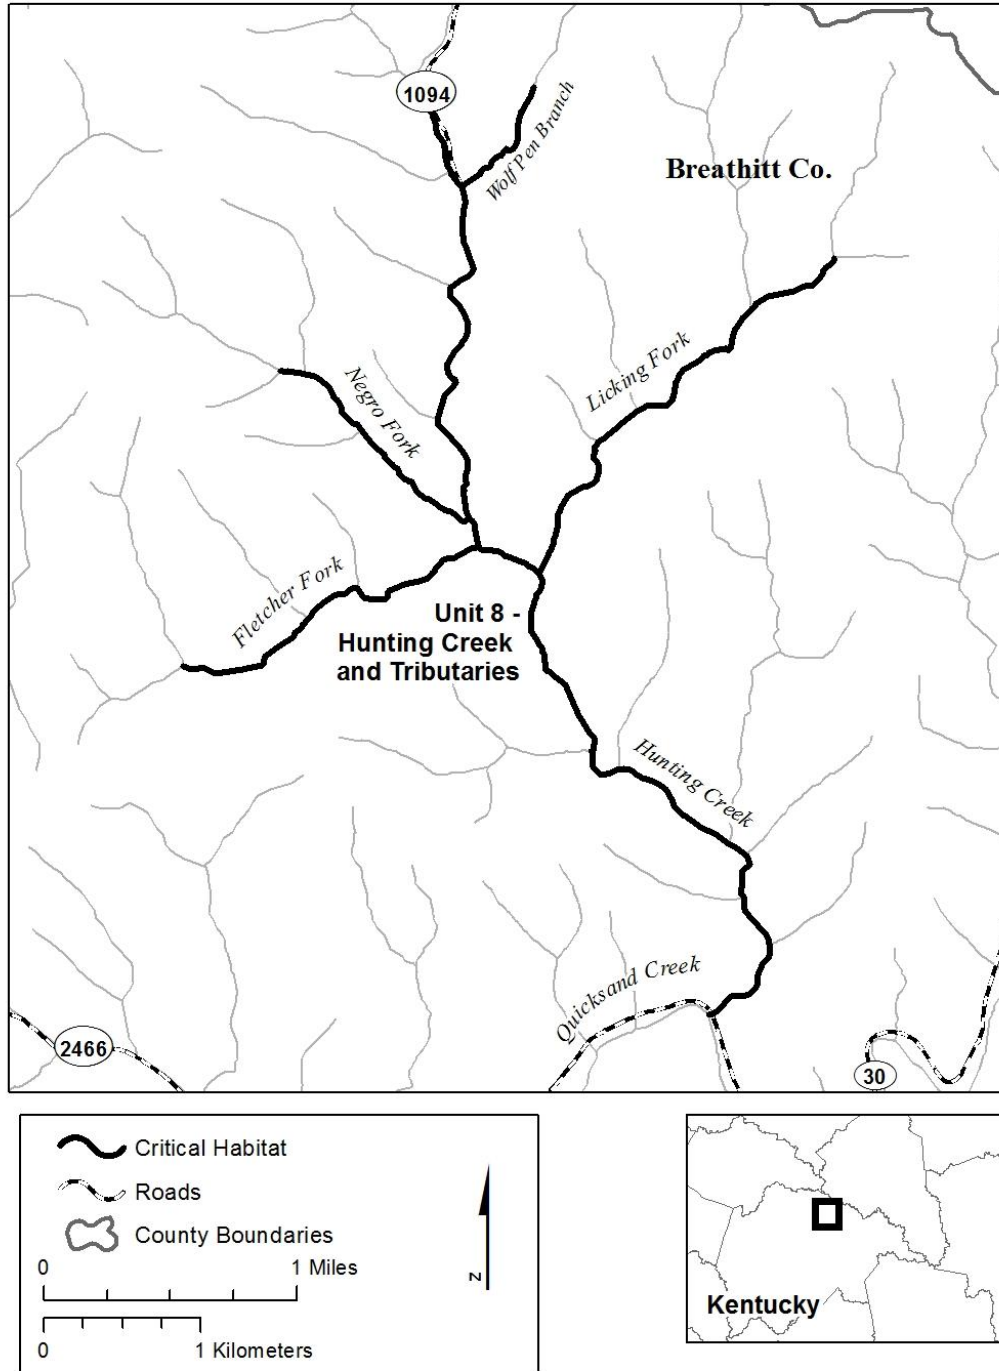 1094
Wolf Pen Branch
Breathitt Co.
Licking Fork
Negro Fork
Fletcher Fork
Unit 8 -
Hunting Creek
and Tributaries
Hunting Creek
Quicksand Creek
2466
30
Critical Habitat
Roads
County Boundaries
0 1 Miles
0 1 Kilometers
N
Kentucky